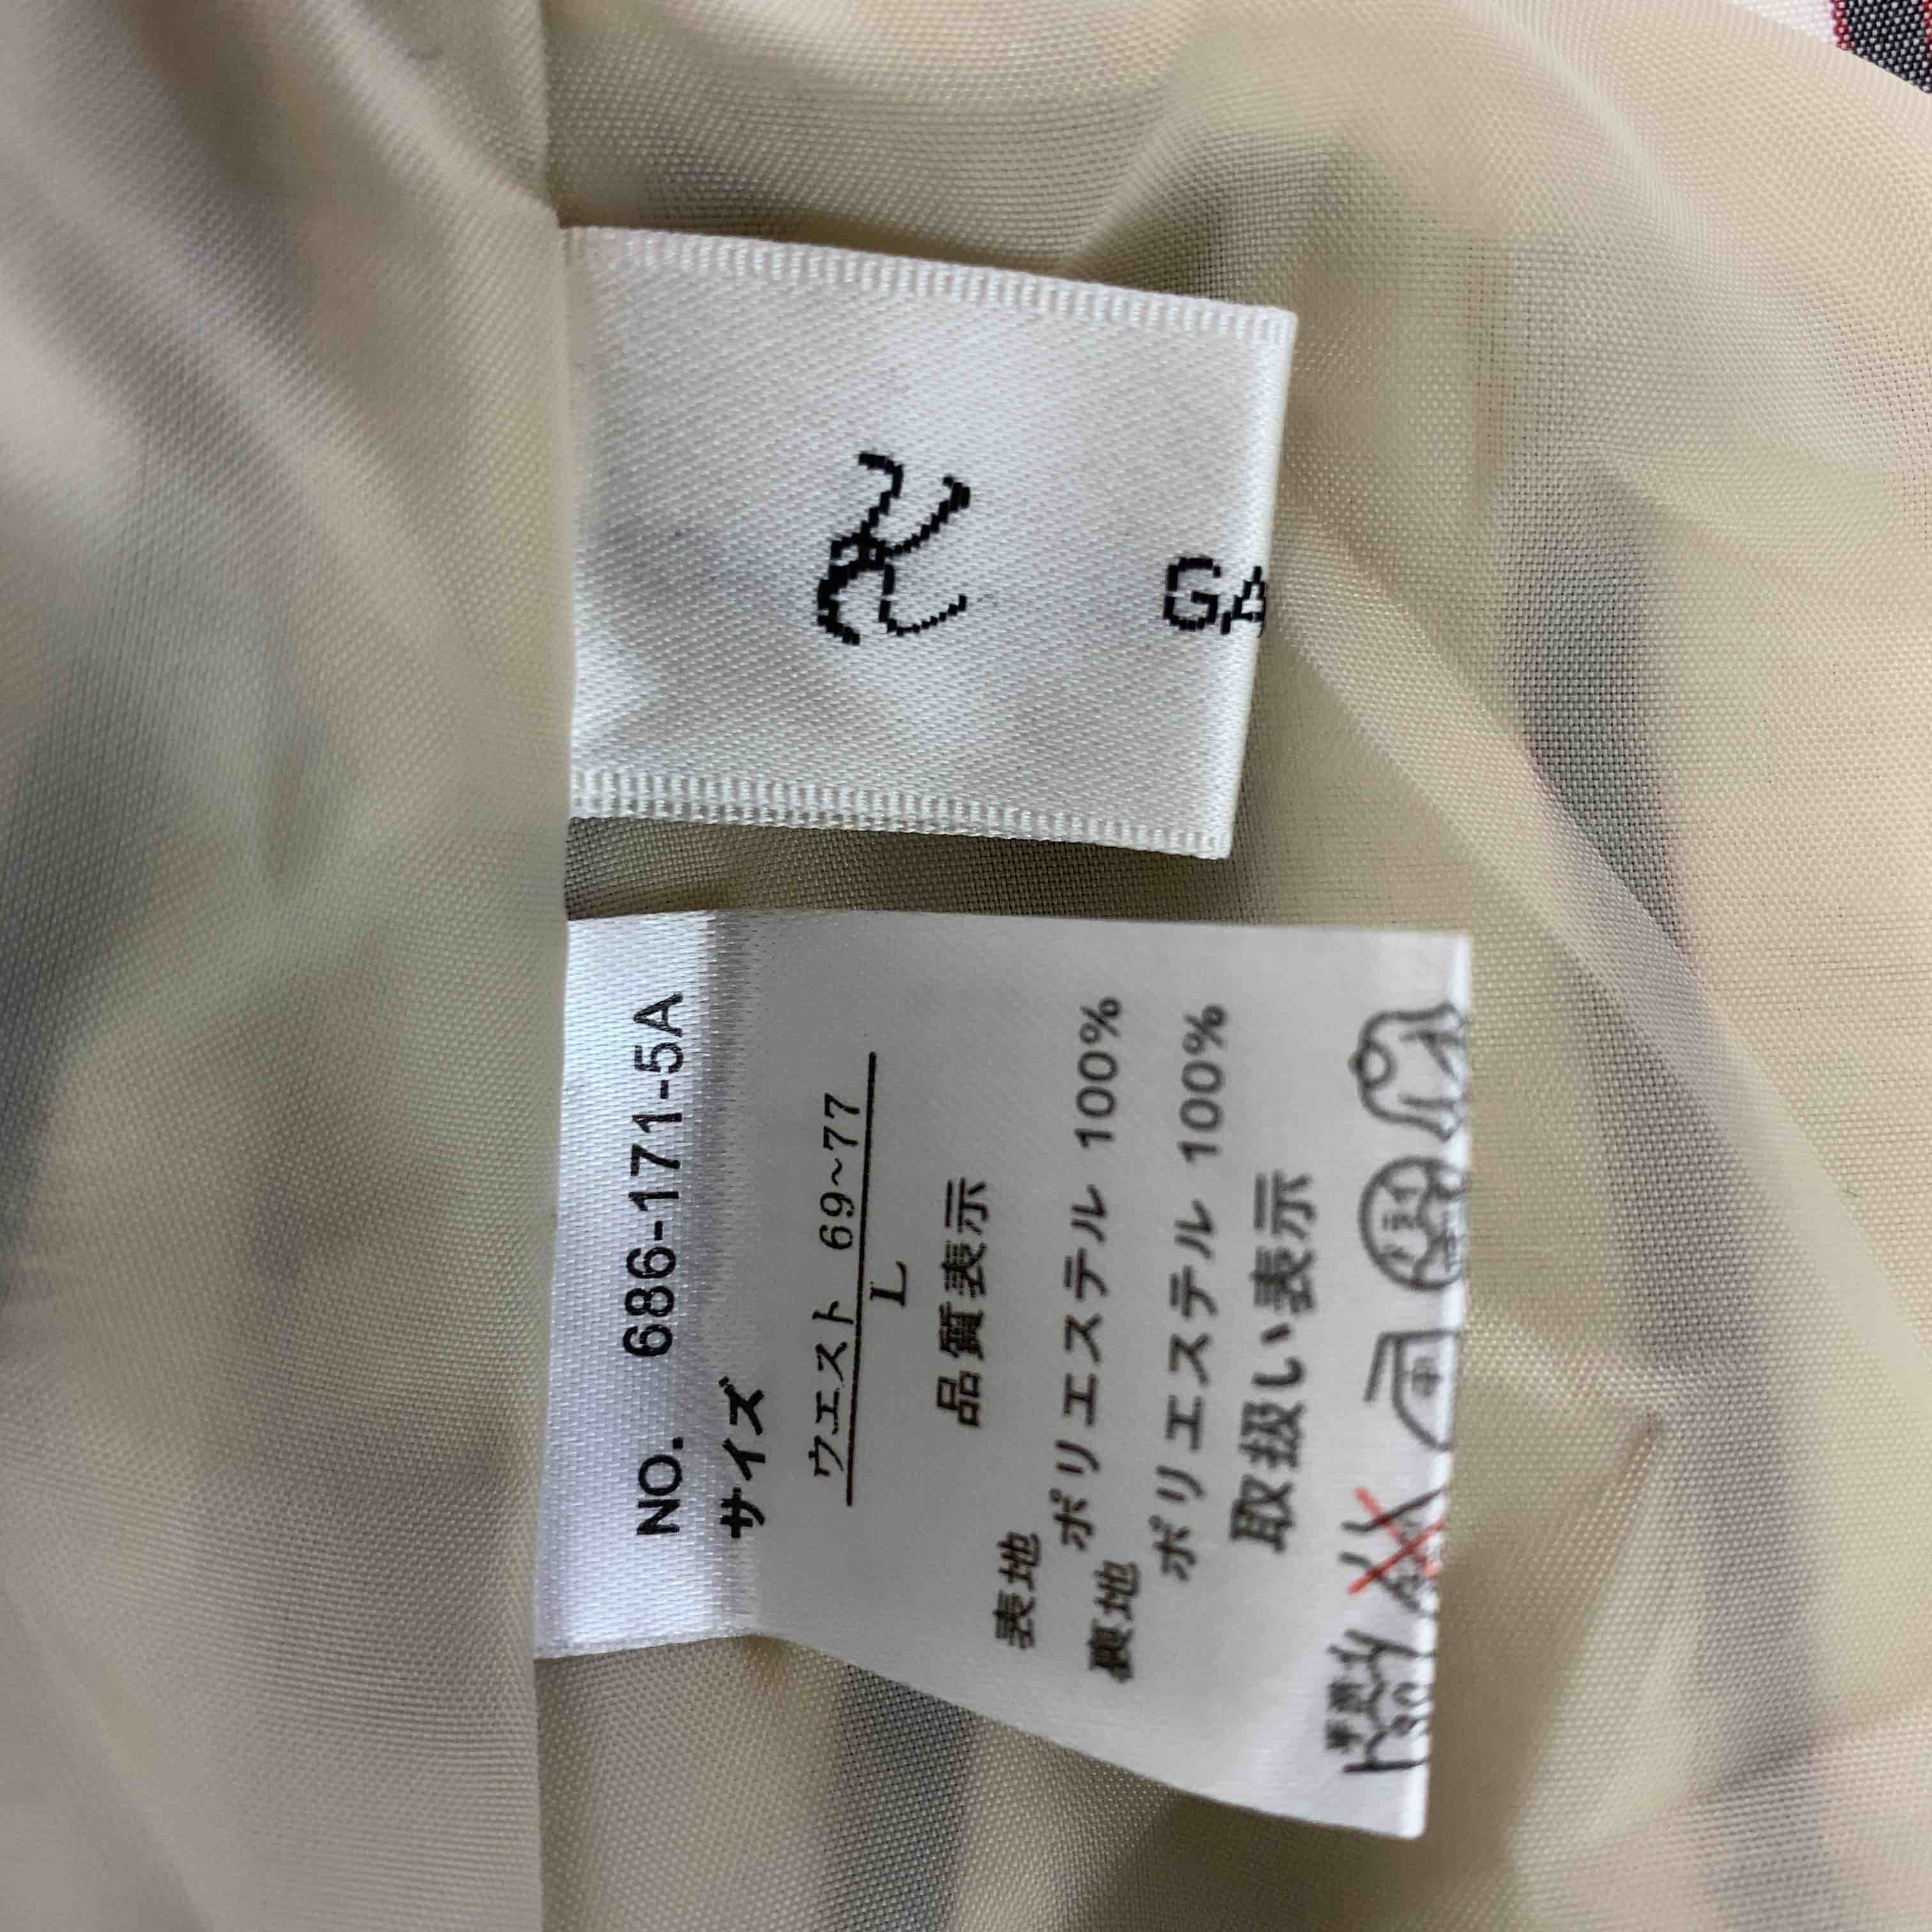 NO. 686-171-5A
サイズ
ウエスト 69~77
L
品質表示
表地
ポリエステル 100%
裏地
ポリエステル 100%
取扱い表示
中
GA